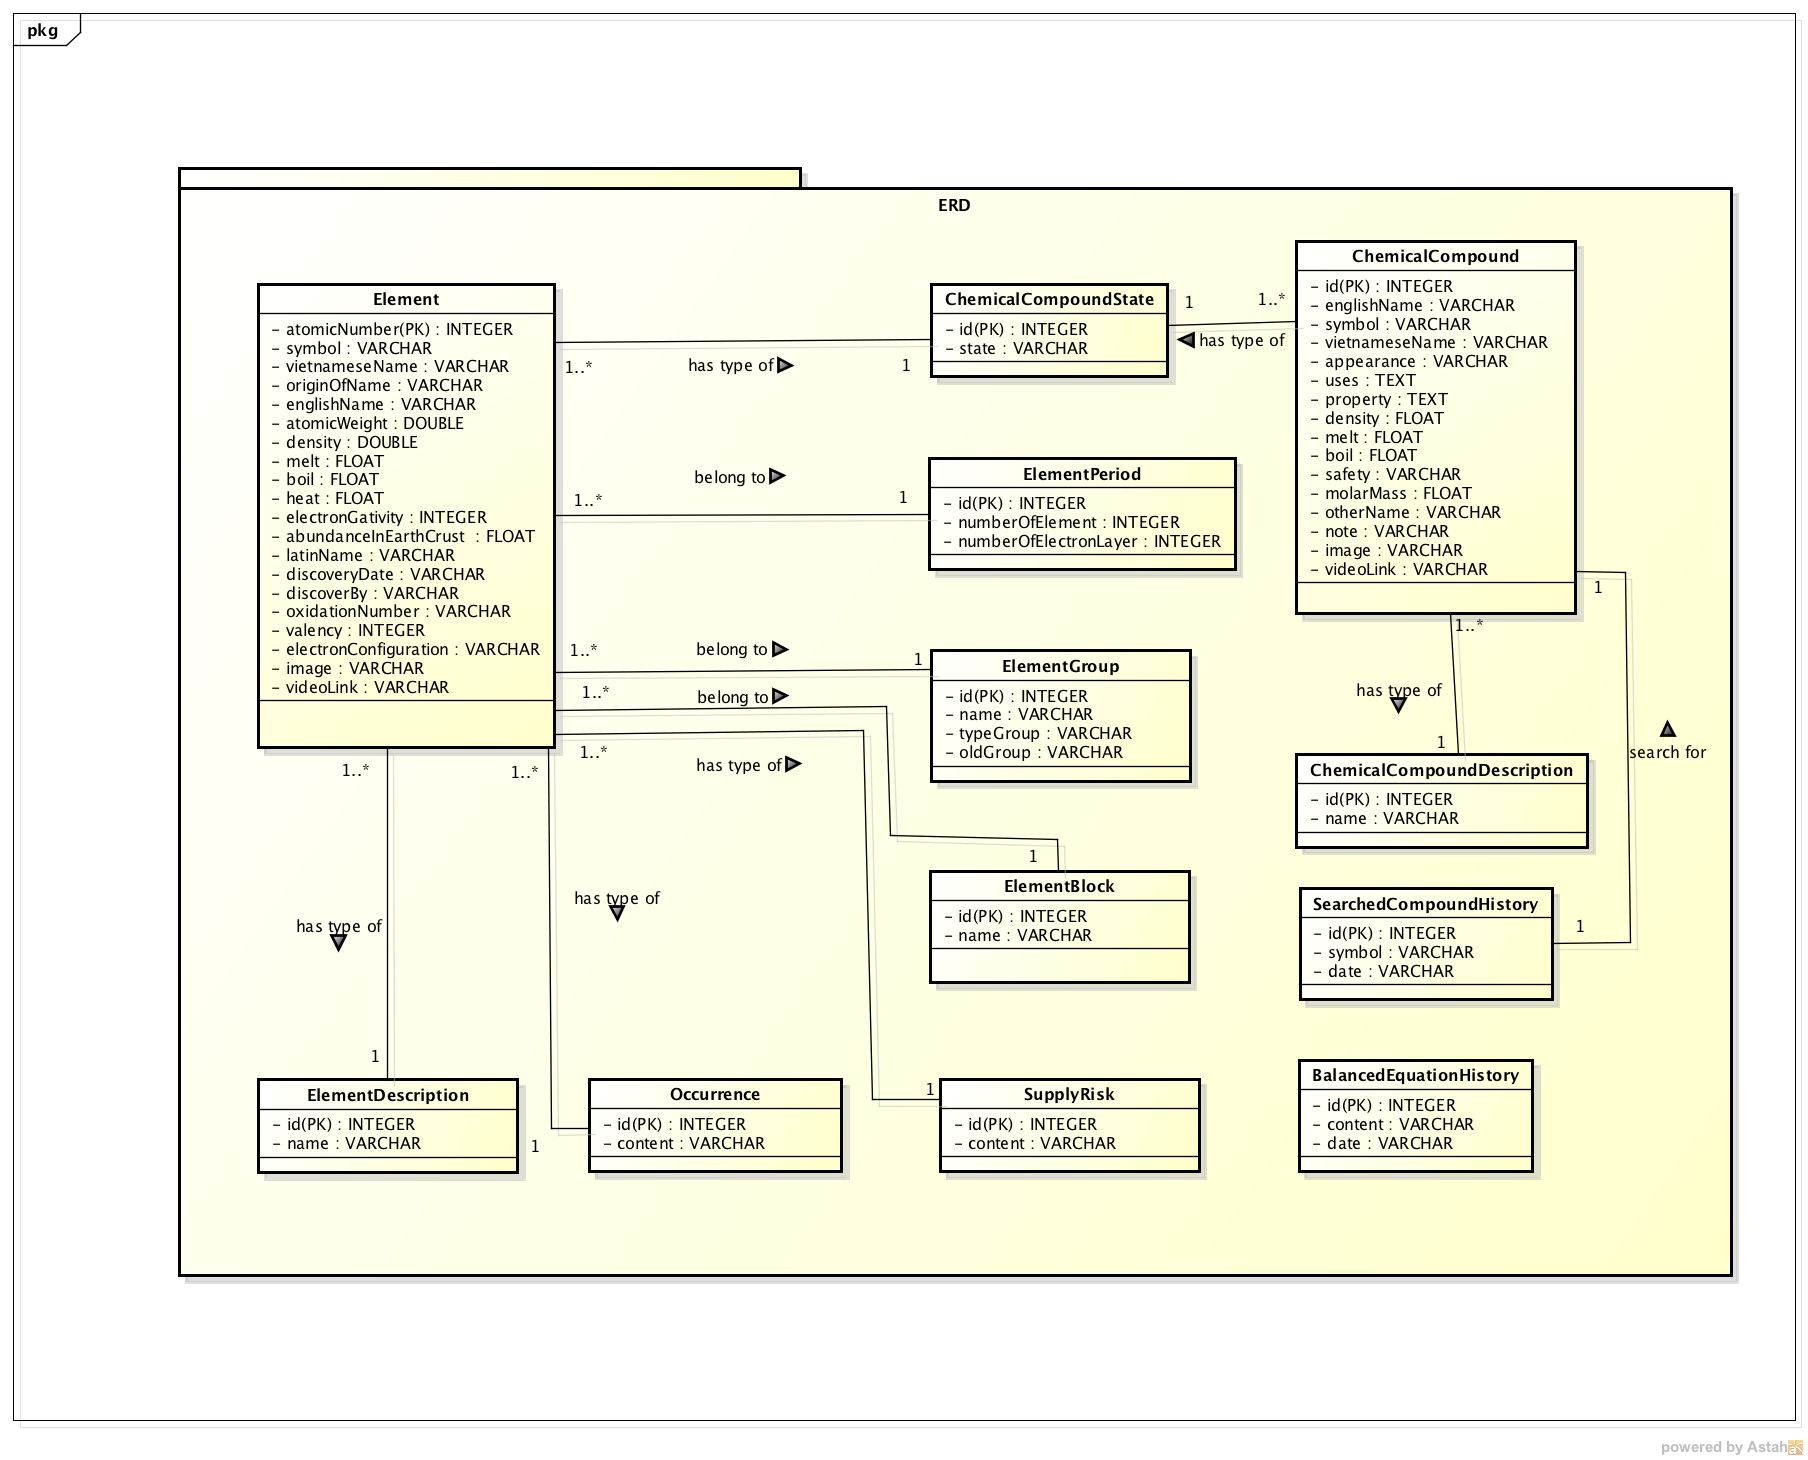 pkg
ERD
Element
– atomicNumber(PK) : INTEGER
– symbol : VARCHAR
– vietnameseName : VARCHAR
– originOfName : VARCHAR
– englishName : VARCHAR
– atomicWeight : DOUBLE
– density : DOUBLE
– melt : FLOAT
– boil : FLOAT
– heat : FLOAT
– electronGativity : INTEGER
– abundanceInEarthCrust  : FLOAT
– latinName : VARCHAR
– discoveryDate : VARCHAR
– discoverBy : VARCHAR
– oxidationNumber : VARCHAR
– valency : INTEGER
– electronConfiguration : VARCHAR
– image : VARCHAR
– videoLink : VARCHAR
1..*
has type of
1
ChemicalCompoundState
– id(PK) : INTEGER
– state : VARCHAR
1
1..*
has type of
ChemicalCompound
– id(PK) : INTEGER
– englishName : VARCHAR
– symbol : VARCHAR
– vietnameseName : VARCHAR
– appearance : VARCHAR
– uses : TEXT
– property : TEXT
– density : FLOAT
– melt : FLOAT
– boil : FLOAT
– safety : VARCHAR
– molarMass : FLOAT
– otherName : VARCHAR
– note : VARCHAR
– image : VARCHAR
– videoLink : VARCHAR
belong to
1..*
1
ElementPeriod
– id(PK) : INTEGER
– numberOfElement : INTEGER
– numberOfElectronLayer : INTEGER
1..*
belong to
1
ElementGroup
– id(PK) : INTEGER
– name : VARCHAR
– typeGroup : VARCHAR
– oldGroup : VARCHAR
1..*
belong to
1
ElementBlock
– id(PK) : INTEGER
– name : VARCHAR
1..*
has type of
1
SupplyRisk
– id(PK) : INTEGER
– content : VARCHAR
1..*
has type of
1
ElementDescription
– id(PK) : INTEGER
– name : VARCHAR
1..*
has type of
1
Occurrence
– id(PK) : INTEGER
– content : VARCHAR
1..*
has type of
1
ChemicalCompoundDescription
– id(PK) : INTEGER
– name : VARCHAR
1
search for
1
SearchedCompoundHistory
– id(PK) : INTEGER
– symbol : VARCHAR
– date : VARCHAR
BalancedEquationHistory
– id(PK) : INTEGER
– content : VARCHAR
– date : VARCHAR
powered by Astah